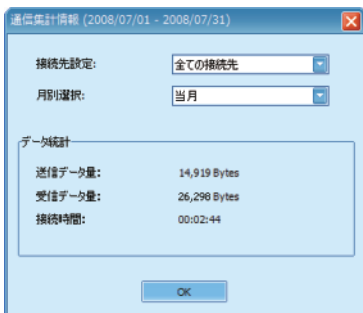 通信集計情報 (2008/07/01 - 2008/07/31)
接続先設定: 全ての接続先
月別選択: 当月
データ統計
送信データ量: 14,919 Bytes
受信データ量: 26,298 Bytes
接続時間: 00:02:44
OK